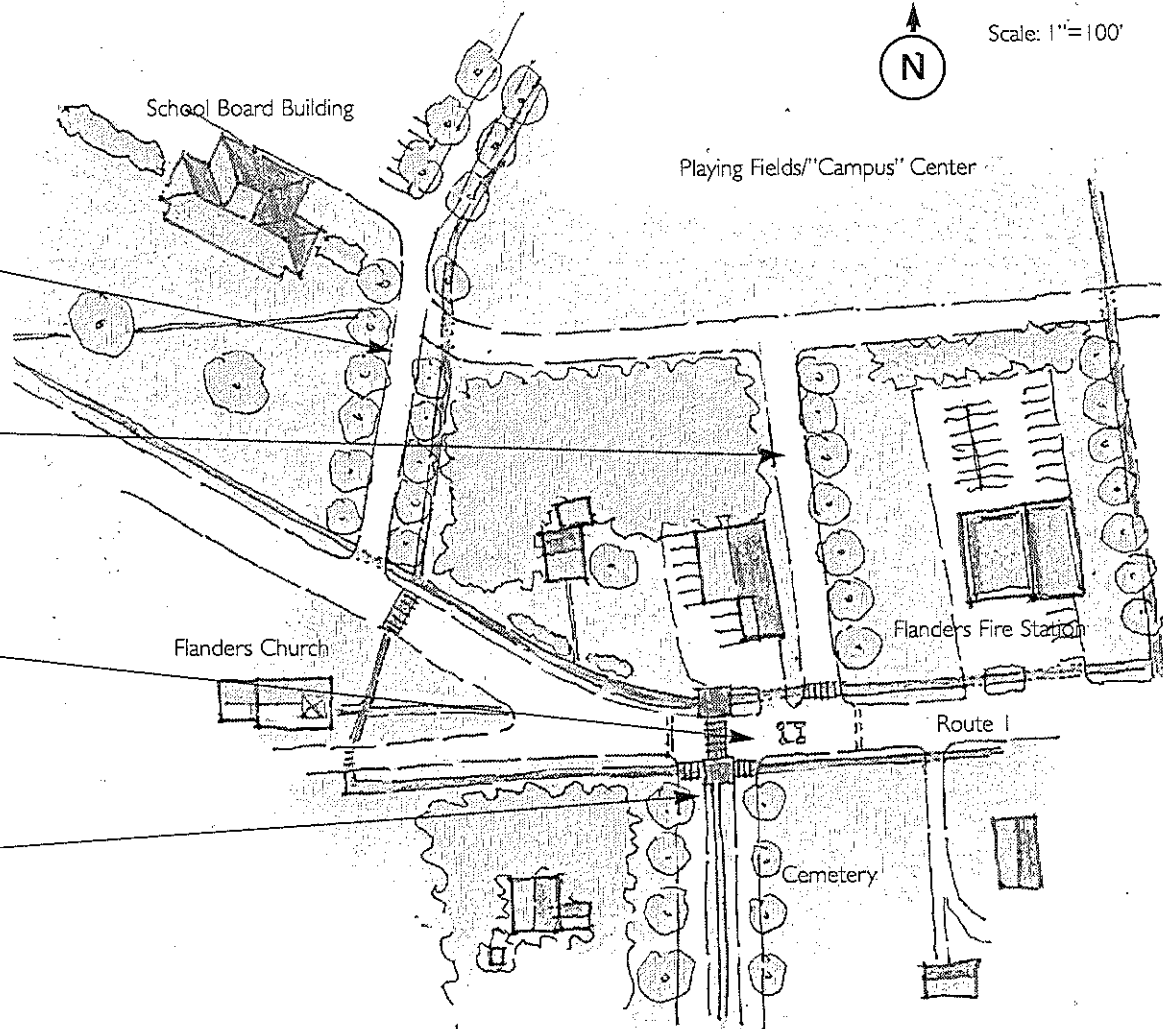 Scale: 1"=100'
N
School Board Building
Playing Fields/"Campus" Center
Flanders Church
Flanders Fire Station
Route 1
Cemetery